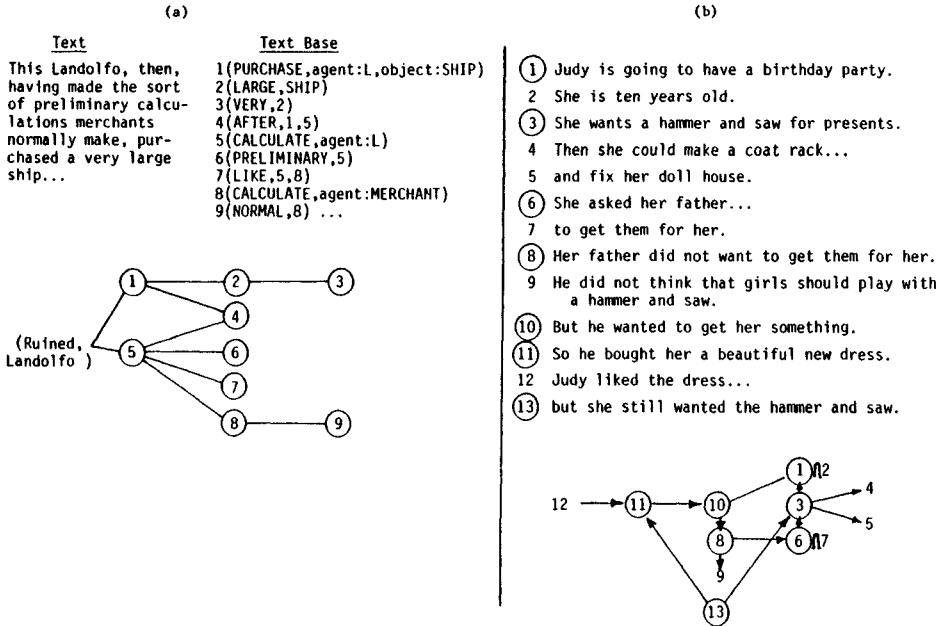 (a)
Text
This Landolfo, then,
having made the sort
of preliminary calcu-
lations merchants
normally make, pur-
chased a very large
ship...
Text Base
1(PURCHASE,agent:L,object:SHIP)
2(LARGE,SHIP)
3(VERY,2)
4(AFTER,1,5)
5(CALCULATE,agent:L)
6(PRELIMINARY,5)
7(LIKE,5,8)
8(CALCULATE,agent:MERCHANT)
9(NORMAL,8) ...
1 2 3
4
(Ruined,
Landolfo )
5 6
7
8 9
(b)
1 Judy is going to have a birthday party.
2 She is ten years old.
3 She wants a hammer and saw for presents.
4 Then she could make a coat rack...
5 and fix her doll house.
6 She asked her father...
7 to get them for her.
8 Her father did not want to get them for her.
9 He did not think that girls should play with
a hammer and saw.
10 But he wanted to get her something.
11 So he bought her a beautiful new dress.
12 Judy liked the dress...
13 but she still wanted the hammer and saw.
1 2
4
12 11 10 3
5
8 6 7
9
13